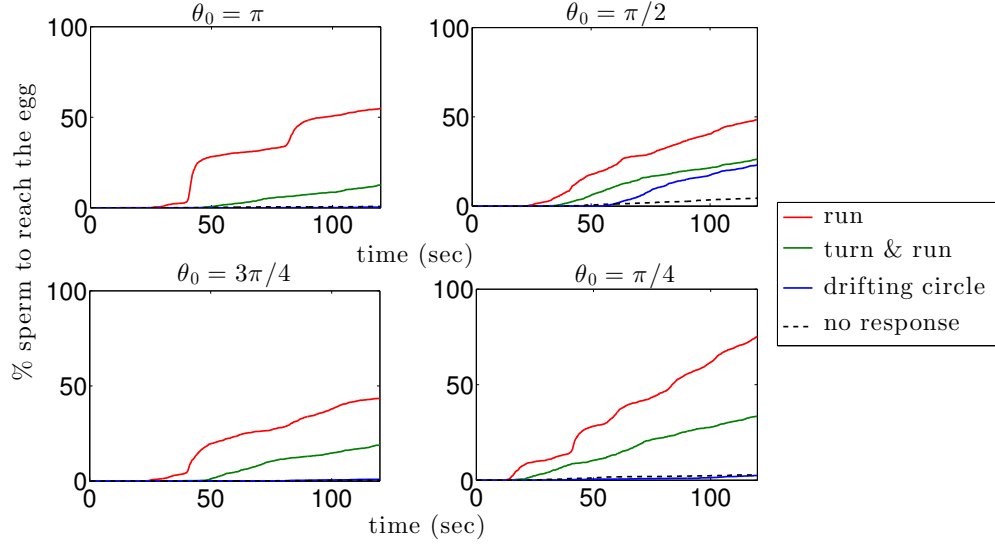 % sperm to reach the egg
θ₀ = π
100
50
0
0 50 100
θ₀ = π/2
100
50
0
0 50 100
time (sec)
θ₀ = 3π/4
100
50
0
0 50 100
θ₀ = π/4
100
50
0
0 50 100
time (sec)
run
turn & run
drifting circle
no response